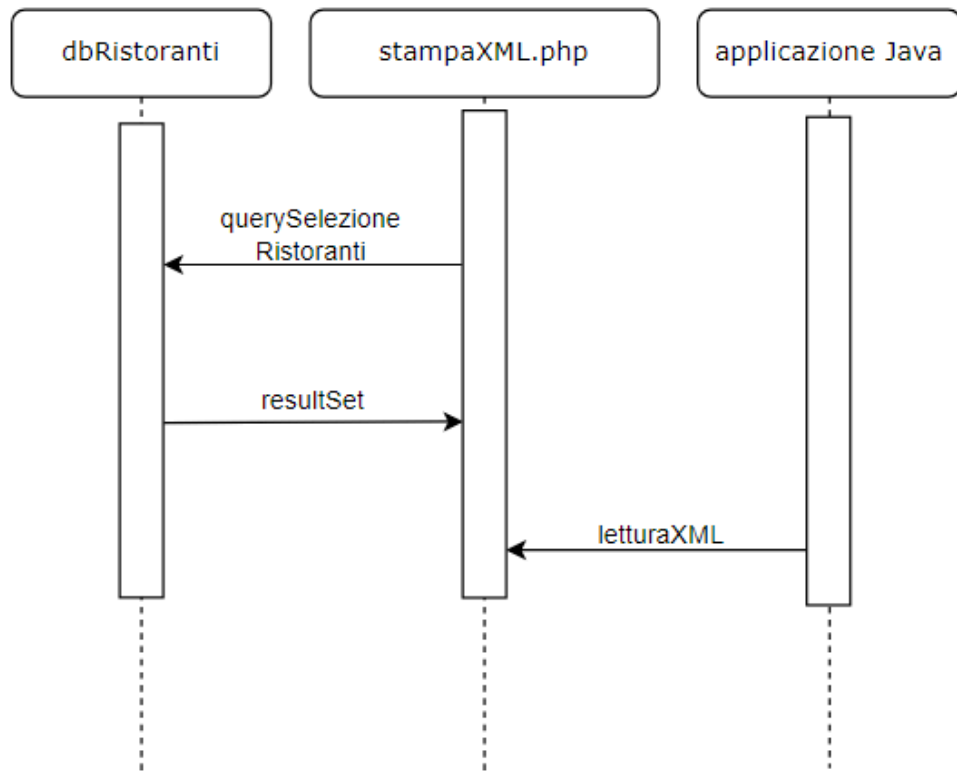 dbRistoranti
stampaXML.php
applicazione Java
querySelezione
Ristoranti
resultSet
letturaXML